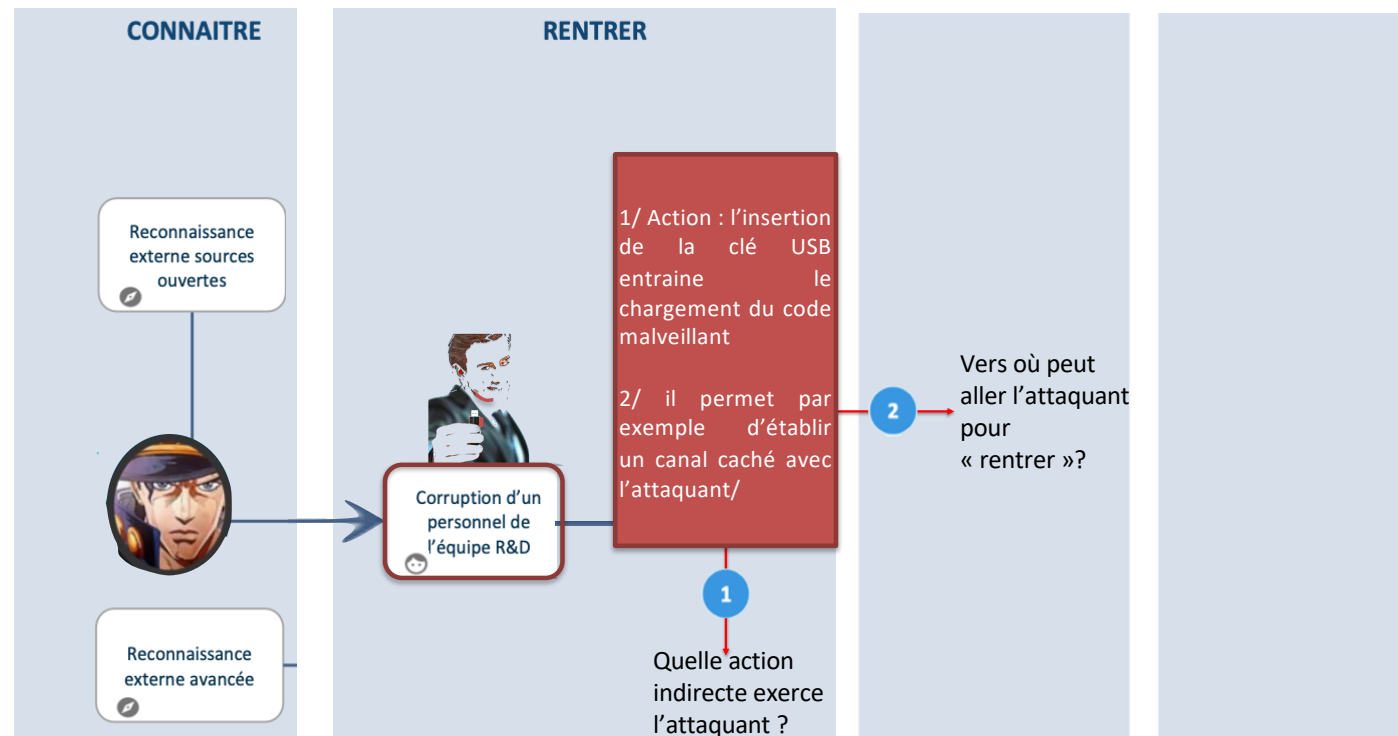 CONNAITRE
RENTRER
Reconnaissance
externe sources
ouvertes
Corruption d’un
personnel de
l’équipe R&D
1/ Action : l’insertion
de la clé USB
entraine le
chargement du code
malveillant
2/ il permet par
exemple d’établir
un canal caché avec
l’attaquant/
2
Vers où peut
aller l’attaquant
pour
« rentrer »?
1
Quelle action
indirecte exerce
l’attaquant ?
Reconnaissance
externe avancée